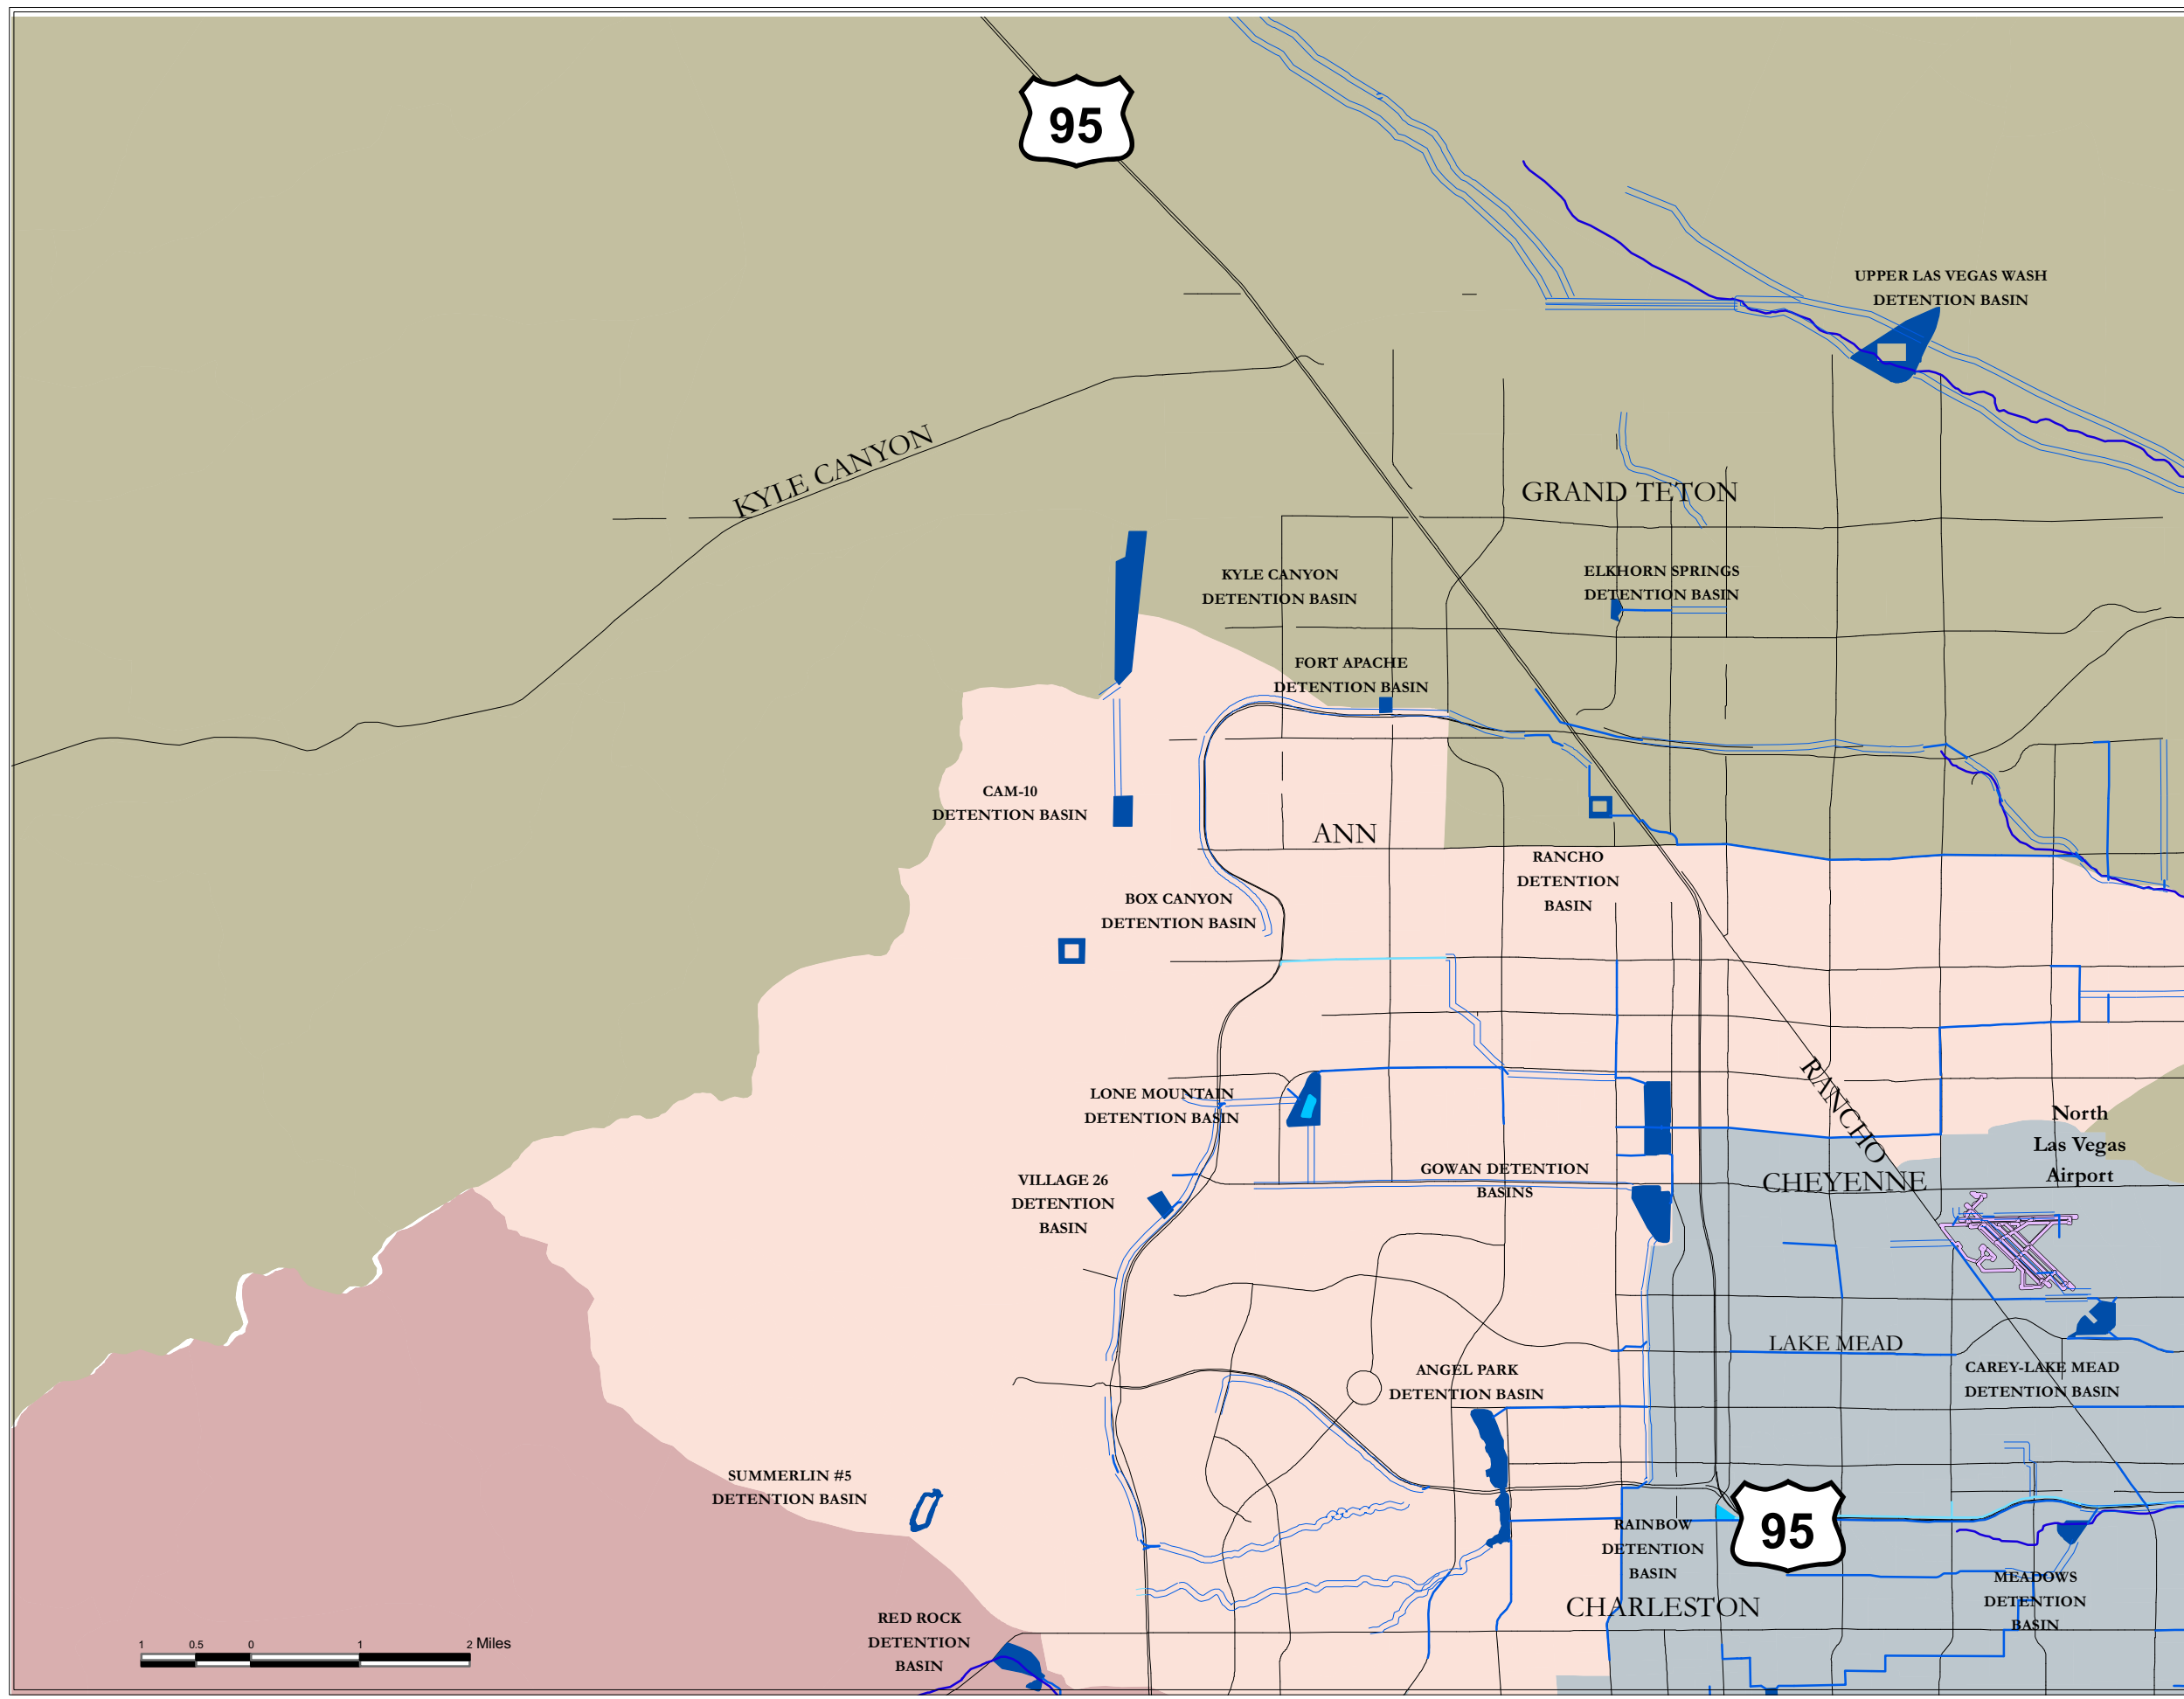 95
UPPER LAS VEGAS WASH
DETENTION BASIN
KYLE CANYON
GRAND TETON
KYLE CANYON
DETENTION BASIN
ELKHORN SPRINGS
DETENTION BASIN
FORT APACHE
DETENTION BASIN
CAM-10
DETENTION BASIN
ANN
RANCHO
DETENTION
BASIN
BOX CANYON
DETENTION BASIN
RANCHO
LONE MOUNTAIN
DETENTION BASIN
North
Las Vegas
Airport
GOWAN DETENTION
BASINS
CHEYENNE
VILLAGE 26
DETENTION
BASIN
LAKE MEAD
ANGEL PARK
DETENTION BASIN
CAREY-LAKE MEAD
DETENTION BASIN
SUMMERLIN #5
DETENTION BASIN
95
RAINBOW
DETENTION
BASIN
MEADOWS
DETENTION
BASIN
CHARLESTON
RED ROCK
DETENTION
BASIN
1 0.5 0 1 2 Miles